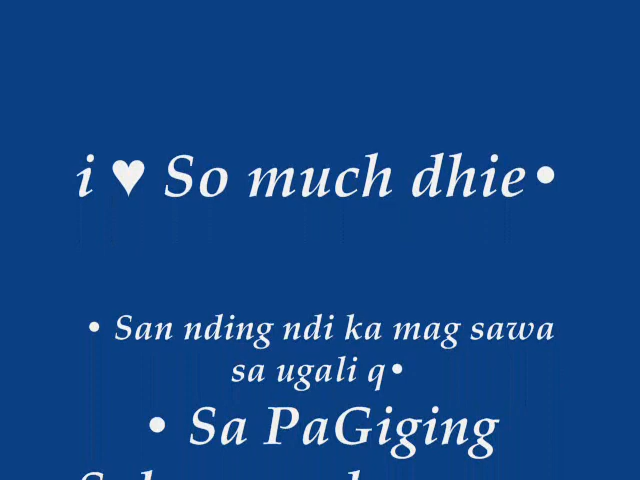 i ♥ So much dhie•
• San nding ndi ka mag sawa
sa ugali q•
• Sa PaGiging